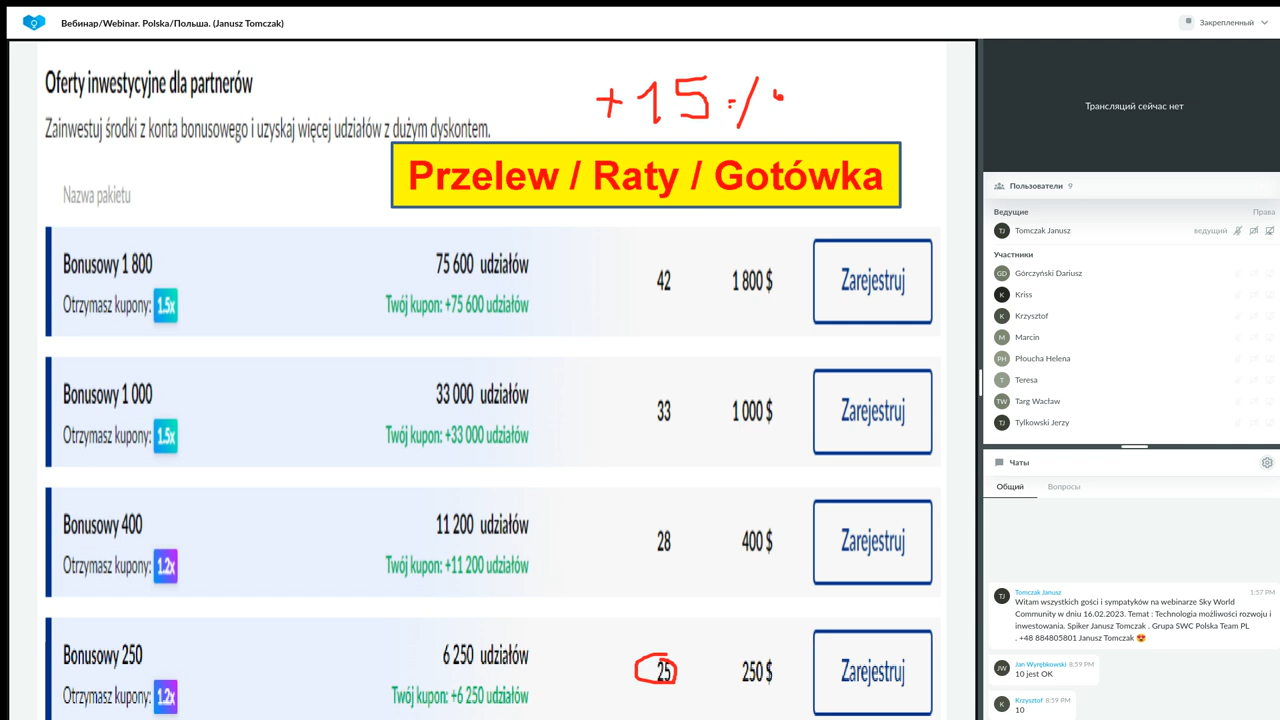 Вебинар/Webinar. Polska/Польша. (Janusz Tomczak)
Закрепленный
Oferty inwestycyjne dla partnerów
+15 %
Zainwestuj środki z konta bonusowego i uzyskaj więcej udziałów z dużym dyskontem.
Przelew / Raty / Gotówka
Nazwa pakietu
Bonusowy 1 800 75 600 udziałów 42 1 800 $ Zarejestruj
Otrzymasz kupony: 1.5x Twój kupon: +75 600 udziałów
Bonusowy 1 000 33 000 udziałów 33 1 000 $ Zarejestruj
Otrzymasz kupony: 1.5x Twój kupon: +33 000 udziałów
Bonusowy 400 11 200 udziałów 28 400 $ Zarejestruj
Otrzymasz kupony: 1.2x Twój kupon: +11 200 udziałów
Bonusowy 250 6 250 udziałów 25 250 $ Zarejestruj
Otrzymasz kupony: 1.2x Twój kupon: +6 250 udziałów
Трансляций сейчас нет
Пользователи 9
Ведущие Права
TJ Tomczak Janusz ведущий
Участники
GD Górczyński Dariusz
K Kriss
K Krzysztof
M Marcin
PH Płoucha Helena
T Teresa
TW Targ Wacław
TJ Tylkowski Jerzy
Чаты
Общий Вопросы
TJ Tomczak Janusz 1:57 PM
Witam wszystkich gości i sympatyków na webinarze Sky World
Community w dniu 16.02.2023. Temat : Technologia możliwości rozwoju i
inwestowania. Spiker Janusz Tomczak . Grupa SWC Polska Team PL
. +48 884805801 Janusz Tomczak 😍
JW Jan Wyrębkowski 8:59 PM
10 jest OK
K Krzysztof 8:59 PM
10